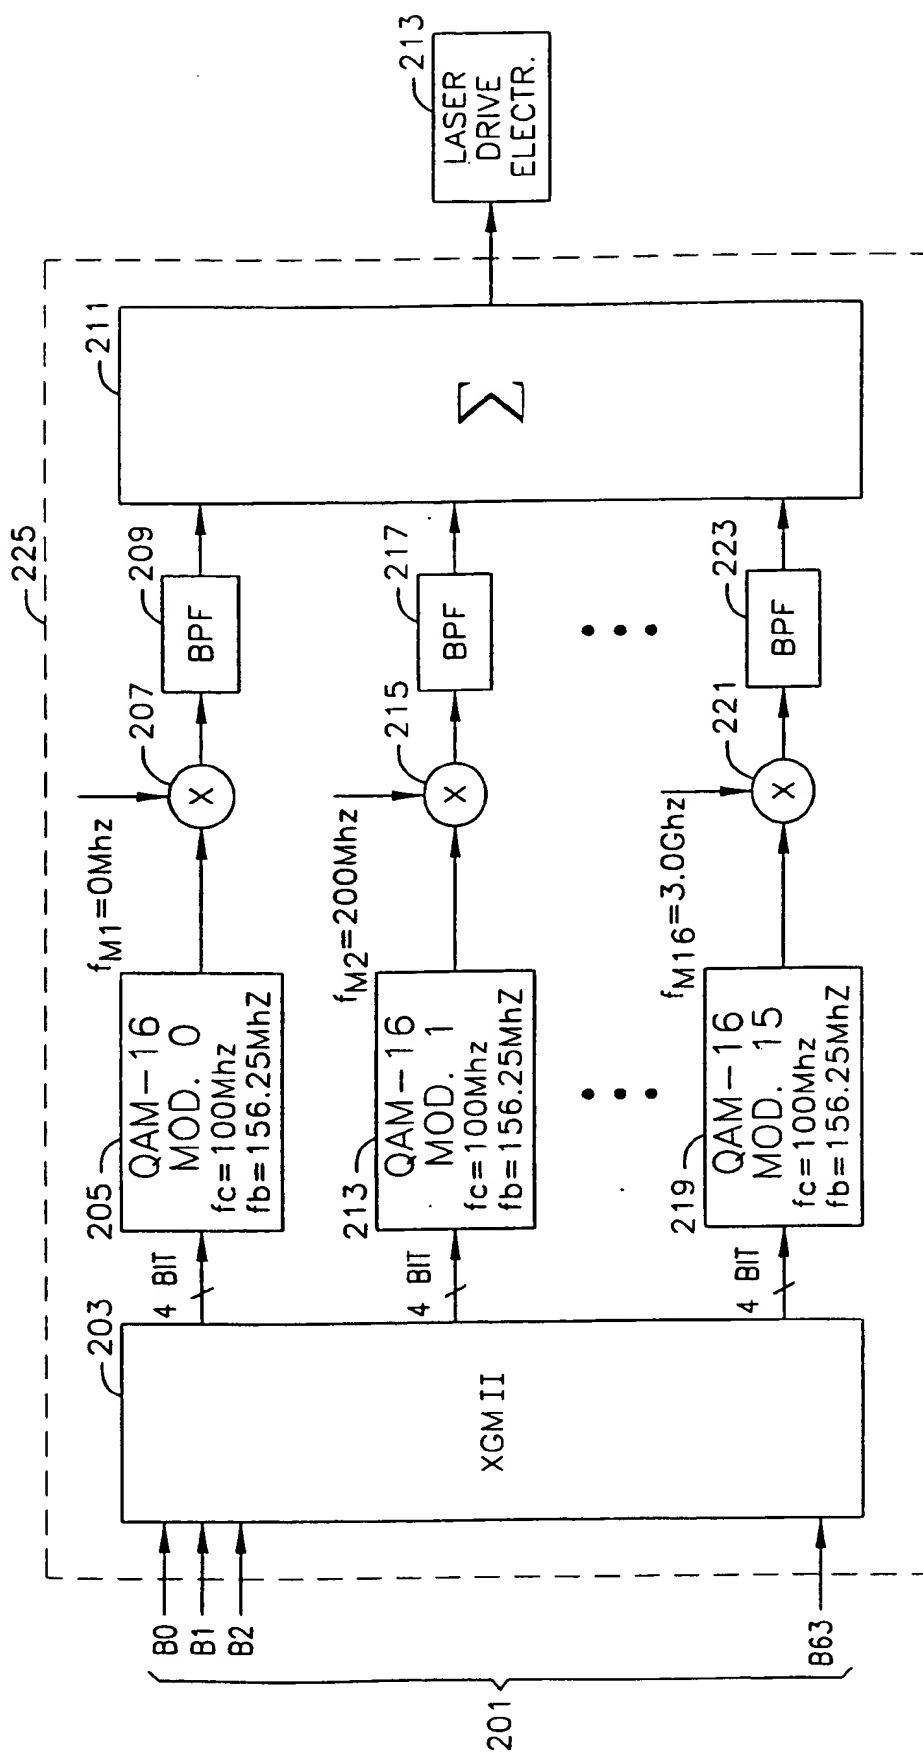 225
201
B0
B1
B2
B63
203
XGM II
4 BIT
205
QAM-16
MOD. 0
fc=100Mhz
fb=156.25MhZ
fM1=0Mhz
207
X
209
BPF
4 BIT
213
QAM-16
MOD. 1
fc=100Mhz
fb=156.25MhZ
fM2=200Mhz
215
X
217
BPF
4 BIT
219
QAM-16
MOD. 15
fc=100Mhz
fb=156.25MhZ
fM16=3.0Ghz
221
X
223
BPF
211
Σ
213
LASER
DRIVE
ELECTR.